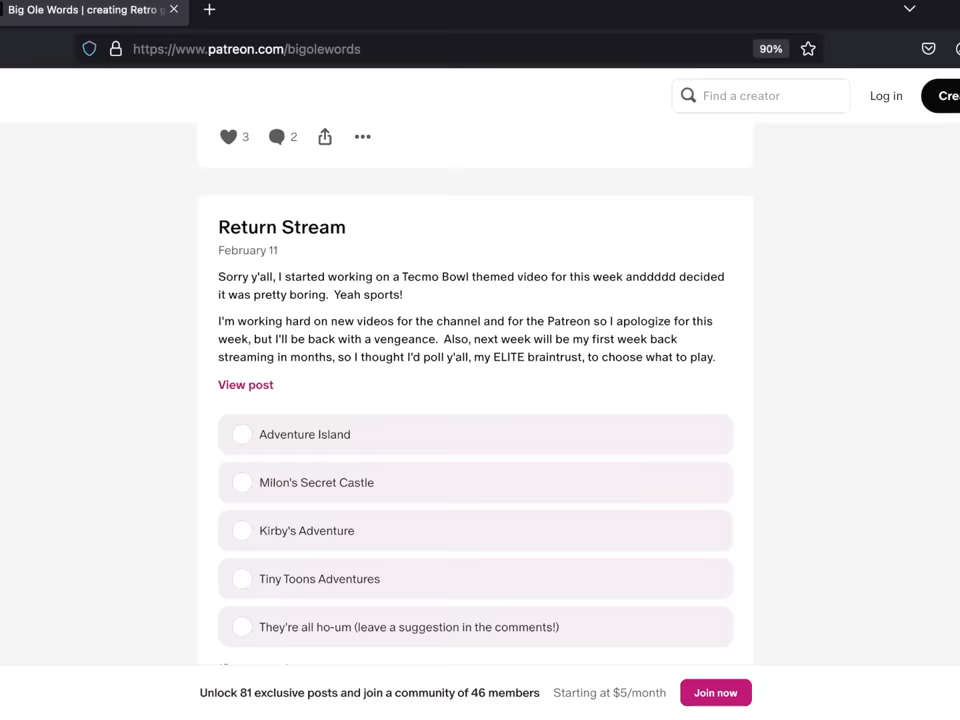 Big Ole Words | creating Retro
https://www.patreon.com/bigolewords
90%
Find a creator
Log in
Cre
3
2
Return Stream
February 11
Sorry y'all, I started working on a Tecmo Bowl themed video for this week anddddd decided
it was pretty boring.  Yeah sports!
I'm working hard on new videos for the channel and for the Patreon so I apologize for this
week, but I'll be back with a vengeance.  Also, next week will be my first week back
streaming in months, so I thought I'd poll y'all, my ELITE braintrust, to choose what to play.
View post
Adventure Island
Milon's Secret Castle
Kirby's Adventure
Tiny Toons Adventures
They're all ho-um (leave a suggestion in the comments!)
Unlock 81 exclusive posts and join a community of 46 members
Starting at $5/month
Join now